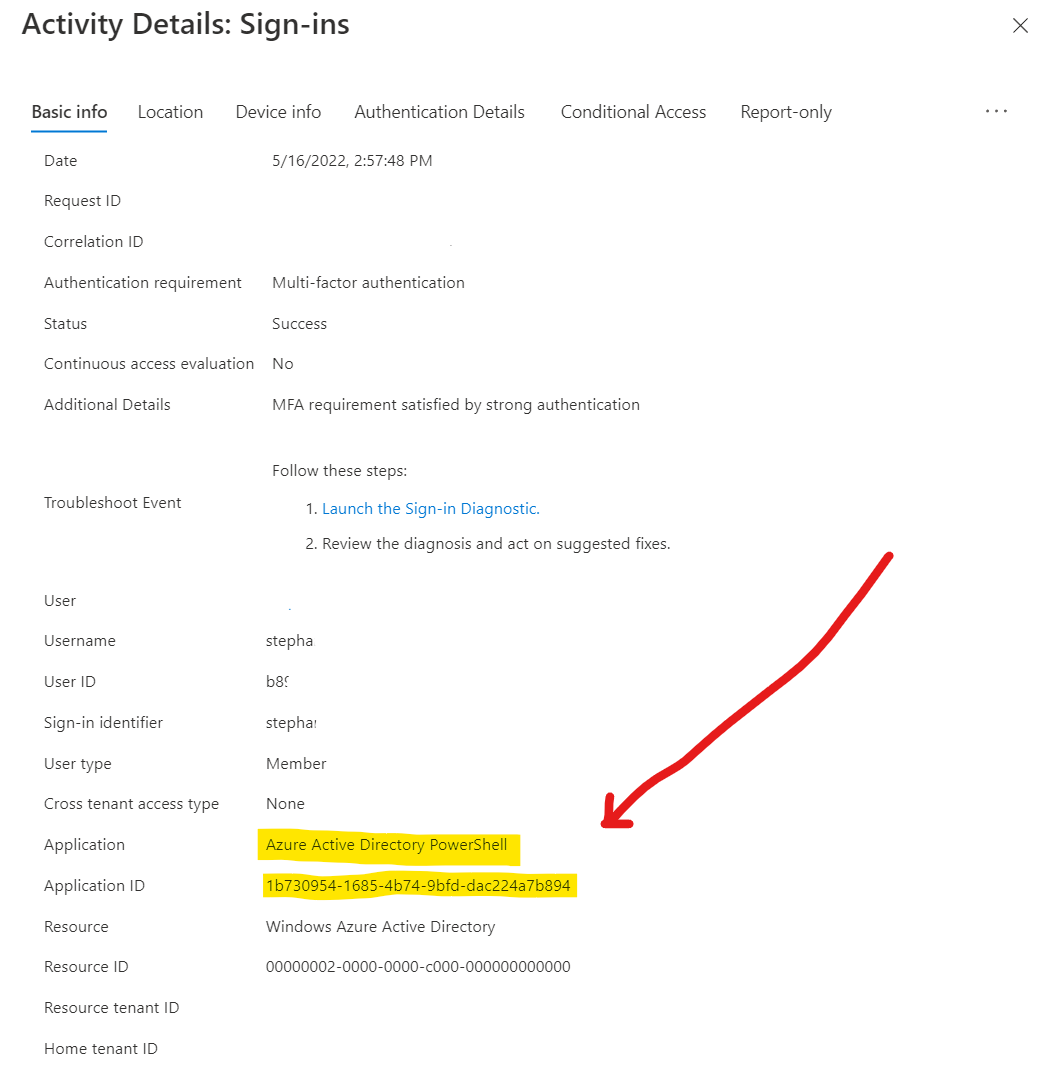 Activity Details: Sign-ins
Basic info Location Device info Authentication Details Conditional Access Report-only
Date 5/16/2022, 2:57:48 PM
Request ID
Correlation ID
Authentication requirement Multi-factor authentication
Status Success
Continuous access evaluation No
Additional Details MFA requirement satisfied by strong authentication
Follow these steps:
Troubleshoot Event
1. Launch the Sign-in Diagnostic.
2. Review the diagnosis and act on suggested fixes.
User
Username stepha
User ID
Sign-in identifier
User type Member
Cross tenant access type None
Application Azure Active Directory PowerShell
Application ID 1b730954-1685-4b74-9bfd-dac224a7b894
Resource Windows Azure Active Directory
Resource ID 00000002-0000-0000-c000-000000000000
Resource tenant ID
Home tenant ID